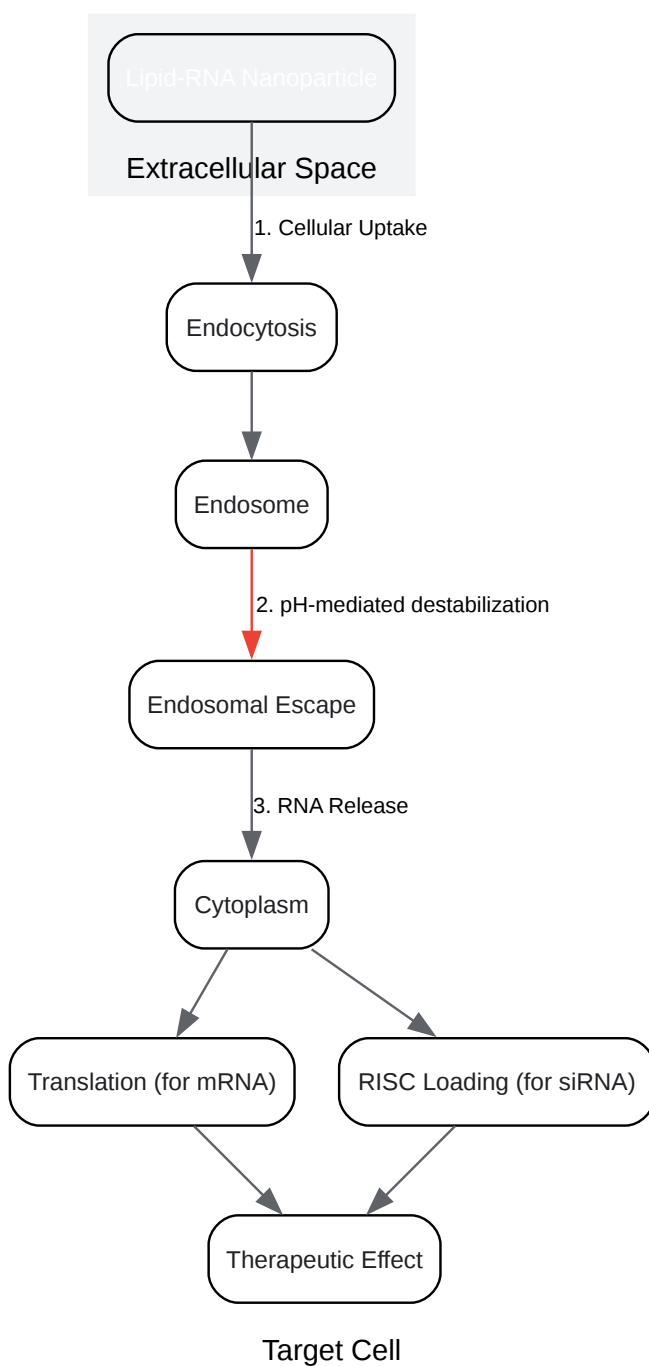 Lipid-RNA Nanoparticle
Extracellular Space
1. Cellular Uptake
Endocytosis
Endosome
2. pH-mediated destabilization
Endosomal Escape
3. RNA Release
Cytoplasm
Translation (for mRNA)
RISC Loading (for siRNA)
Therapeutic Effect
Target Cell